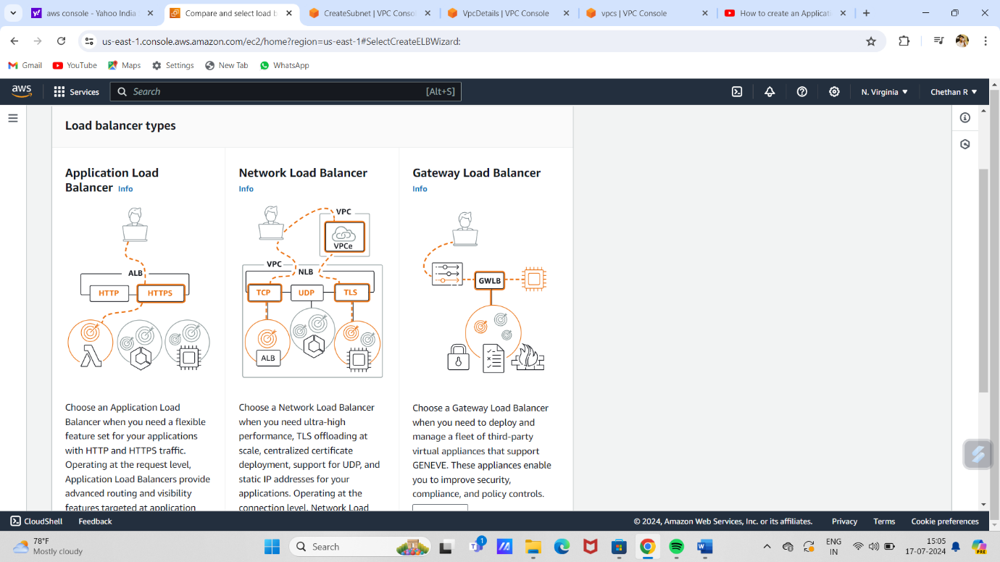 aws console - Yahoo India
Compare and select load b
CreateSubnet | VPC Conso
VpcDetails | VPC Console
vpcs | VPC Console
How to create an Applicati
us-east-1.console.aws.amazon.com/ec2/home?region=us-east-1#SelectCreateELBWizard:
Gmail
YouTube
Maps
Settings
New Tab
WhatsApp
aws
Services
Search
[Alt+S]
N. Virginia
Chethan R
Load balancer types
Application Load
Balancer Info
ALB
HTTP
HTTPS
Choose an Application Load
Balancer when you need a flexible
feature set for your applications
with HTTP and HTTPS traffic.
Operating at the request level,
Application Load Balancers provide
advanced routing and visibility
features targeted at application
Network Load Balancer
Info
VPC
VPCe
VPC
NLB
TCP
UDP
TLS
ALB
Choose a Network Load Balancer
when you need ultra-high
performance, TLS offloading at
scale, centralized certificate
deployment, support for UDP, and
static IP addresses for your
applications. Operating at the
connection level, Network Load
Gateway Load Balancer
Info
GWLB
Choose a Gateway Load Balancer
when you need to deploy and
manage a fleet of third-party
virtual appliances that support
GENEVE. These appliances enable
you to improve security,
compliance, and policy controls.
CloudShell
Feedback
© 2024, Amazon Web Services, Inc. or its affiliates.
Privacy
Terms
Cookie preferences
78°F
Mostly cloudy
Search
1
ENG
IN
15:05
17-07-2024
PRE